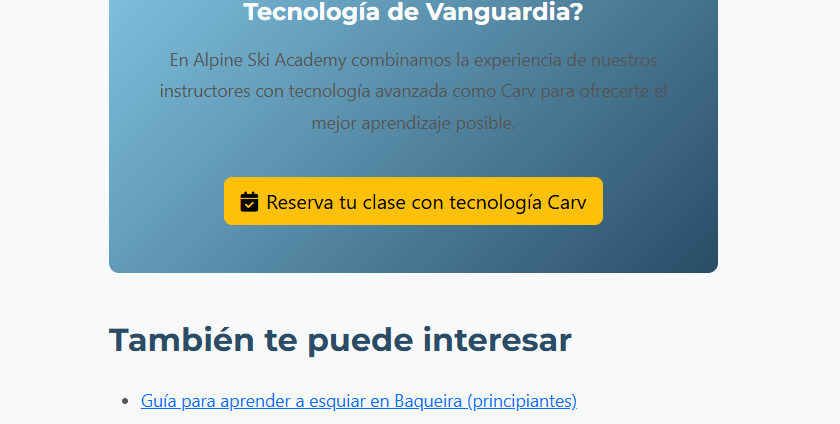 Tecnología de Vanguardia?
En Alpine Ski Academy combinamos la experiencia de nuestros
instructores con tecnología avanzada como Carv para ofrecerte el
mejor aprendizaje posible.
Reserva tu clase con tecnología Carv
También te puede interesar
Guía para aprender a esquiar en Baqueira (principiantes)